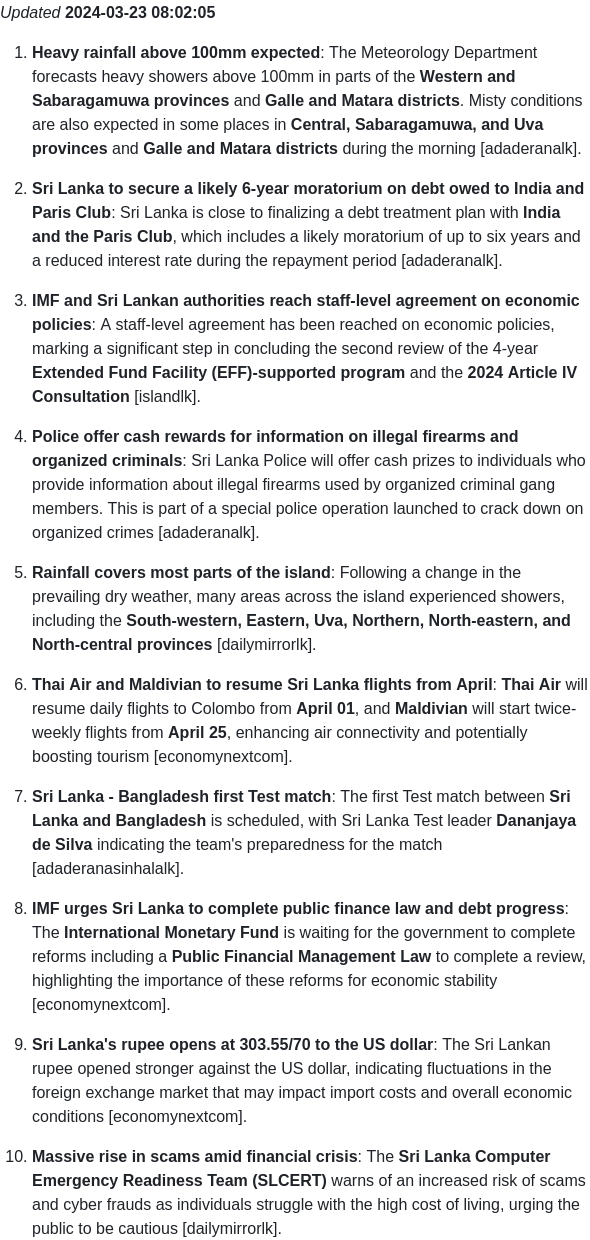 Updated 2024-03-23 08:02:05
1. Heavy rainfall above 100mm expected: The Meteorology Department
forecasts heavy showers above 100mm in parts of the Western and
Sabaragamuwa provinces and Galle and Matara districts. Misty conditions
are also expected in some places in Central, Sabaragamuwa, and Uva
provinces and Galle and Matara districts during the morning [adaderanalk].
2. Sri Lanka to secure a likely 6-year moratorium on debt owed to India and
Paris Club: Sri Lanka is close to finalizing a debt treatment plan with India
and the Paris Club, which includes a likely moratorium of up to six years and
a reduced interest rate during the repayment period [adaderanalk].
3. IMF and Sri Lankan authorities reach staff-level agreement on economic
policies: A staff-level agreement has been reached on economic policies,
marking a significant step in concluding the second review of the 4-year
Extended Fund Facility (EFF)-supported program and the 2024 Article IV
Consultation [islandlk].
4. Police offer cash rewards for information on illegal firearms and
organized criminals: Sri Lanka Police will offer cash prizes to individuals who
provide information about illegal firearms used by organized criminal gang
members. This is part of a special police operation launched to crack down on
organized crimes [adaderanalk].
5. Rainfall covers most parts of the island: Following a change in the
prevailing dry weather, many areas across the island experienced showers,
including the South-western, Eastern, Uva, Northern, North-eastern, and
North-central provinces [dailymirrorlk].
6. Thai Air and Maldivian to resume Sri Lanka flights from April: Thai Air will
resume daily flights to Colombo from April 01, and Maldivian will start twice-
weekly flights from April 25, enhancing air connectivity and potentially
boosting tourism [economynextcom].
7. Sri Lanka - Bangladesh first Test match: The first Test match between Sri
Lanka and Bangladesh is scheduled, with Sri Lanka Test leader Dananjaya
de Silva indicating the team's preparedness for the match
[adaderanasinhalalk].
8. IMF urges Sri Lanka to complete public finance law and debt progress:
The International Monetary Fund is waiting for the government to complete
reforms including a Public Financial Management Law to complete a review,
highlighting the importance of these reforms for economic stability
[economynextcom].
9. Sri Lanka's rupee opens at 303.55/70 to the US dollar: The Sri Lankan
rupee opened stronger against the US dollar, indicating fluctuations in the
foreign exchange market that may impact import costs and overall economic
conditions [economynextcom].
10. Massive rise in scams amid financial crisis: The Sri Lanka Computer
Emergency Readiness Team (SLCERT) warns of an increased risk of scams
and cyber frauds as individuals struggle with the high cost of living, urging the
public to be cautious [dailymirrorlk].